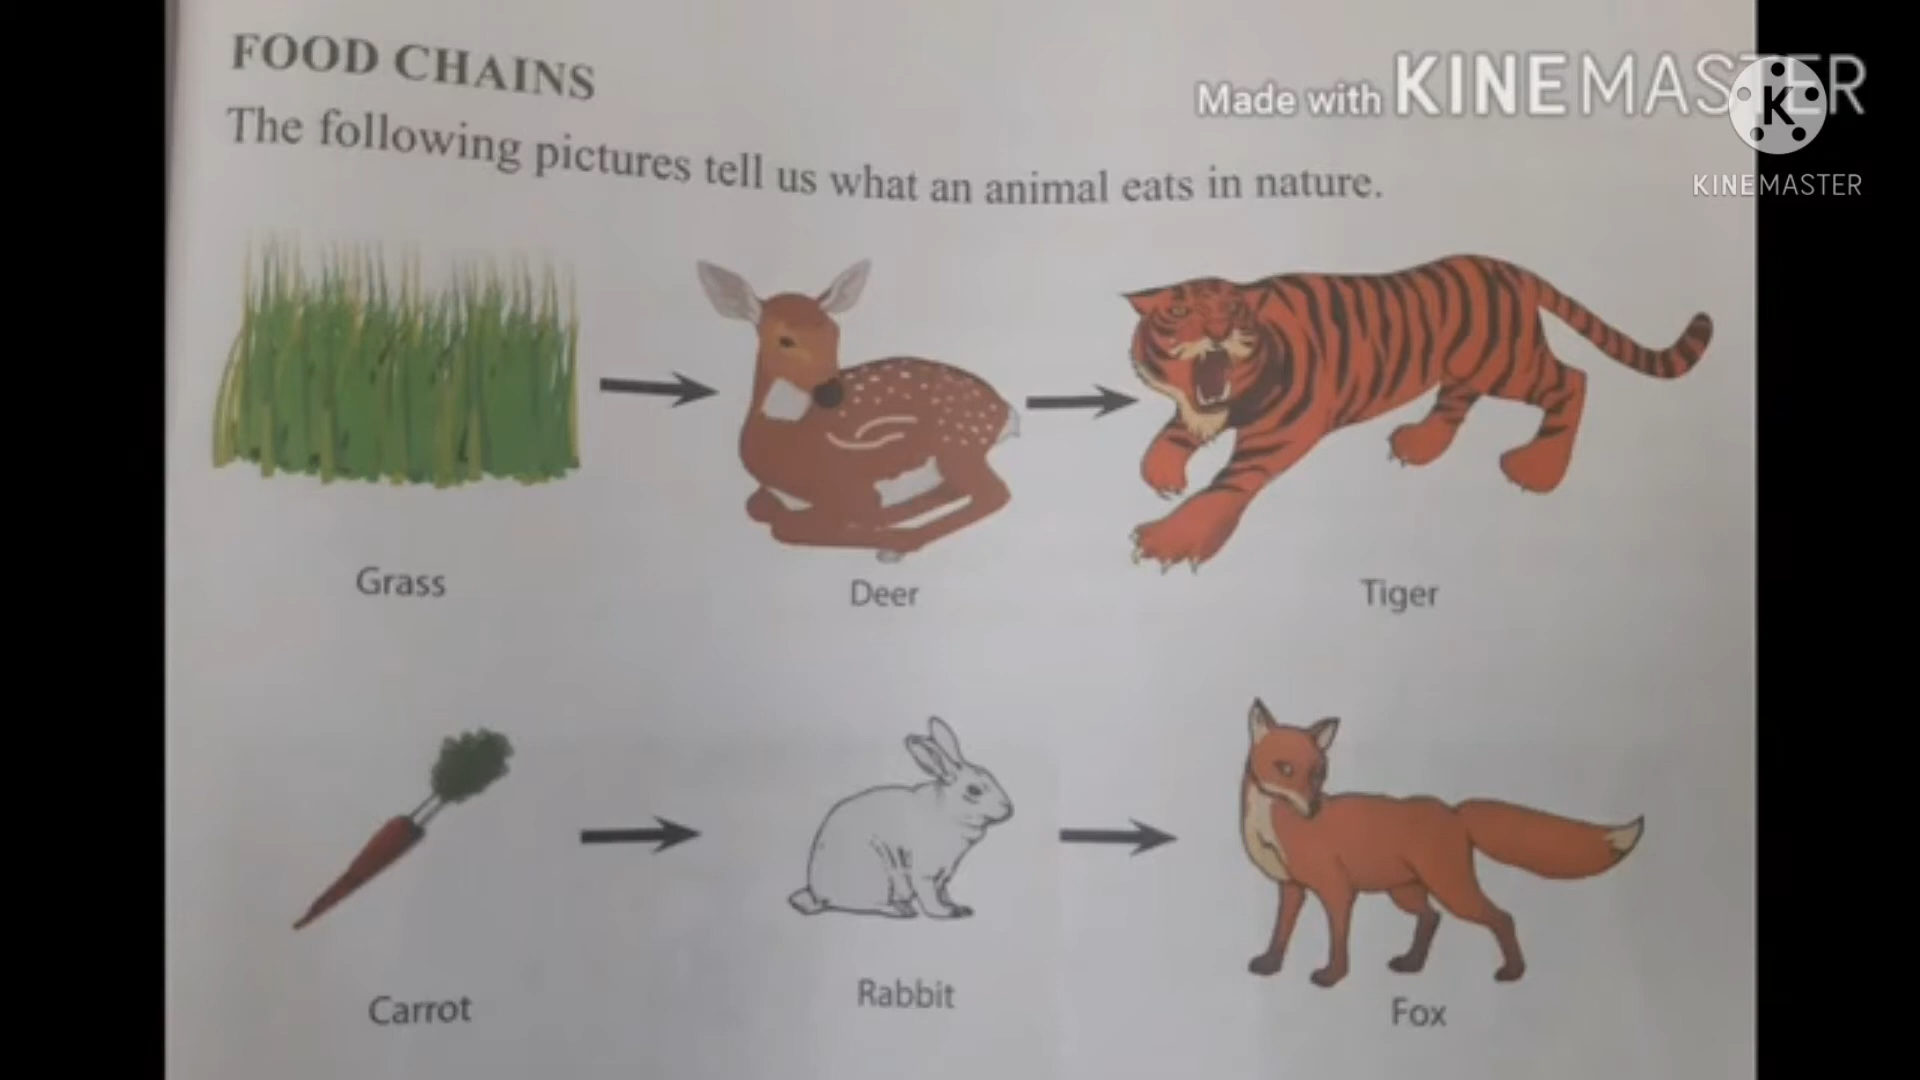 FOOD CHAINS
Made with KINEMASTER
K
KINEMASTER
The following pictures tell us what an animal eats in nature.
Grass
Deer
Tiger
Carrot
Rabbit
Fox